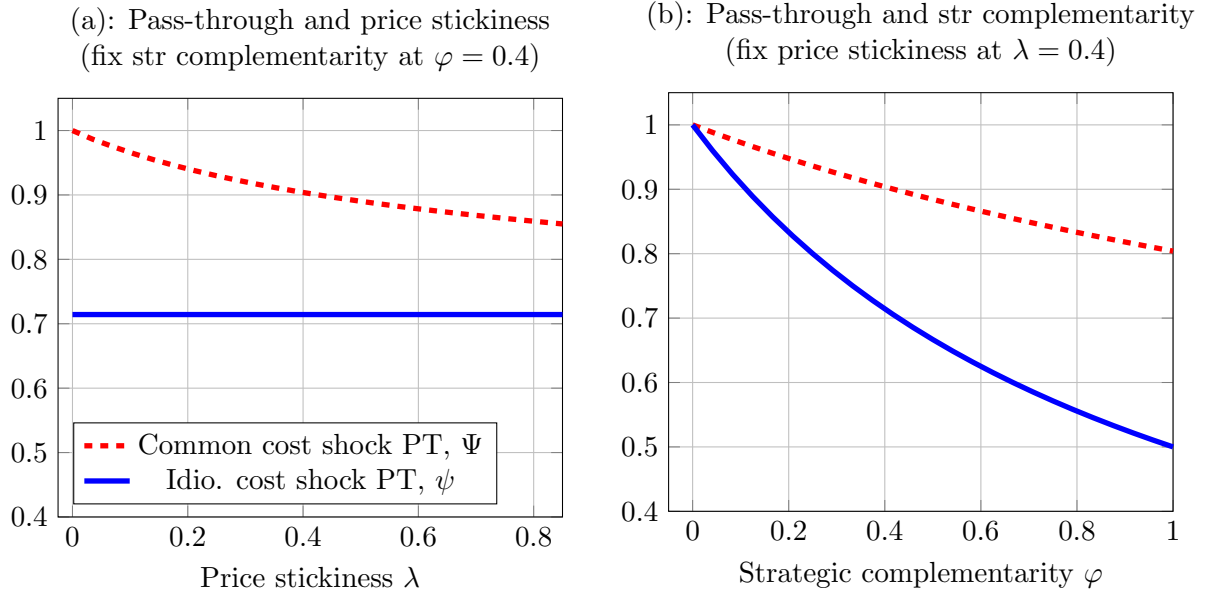 (a): Pass-through and price stickiness
(fix str complementarity at φ = 0.4)
1
0.9
0.8
0.7
0.6
0.5
0.4
Common cost shock PT, Ψ
Idio. cost shock PT, ψ
0 0.2 0.4 0.6 0.8
Price stickiness λ
(b): Pass-through and str complementarity
(fix price stickiness at λ = 0.4)
1
0.9
0.8
0.7
0.6
0.5
0.4
0 0.2 0.4 0.6 0.8 1
Strategic complementarity φ